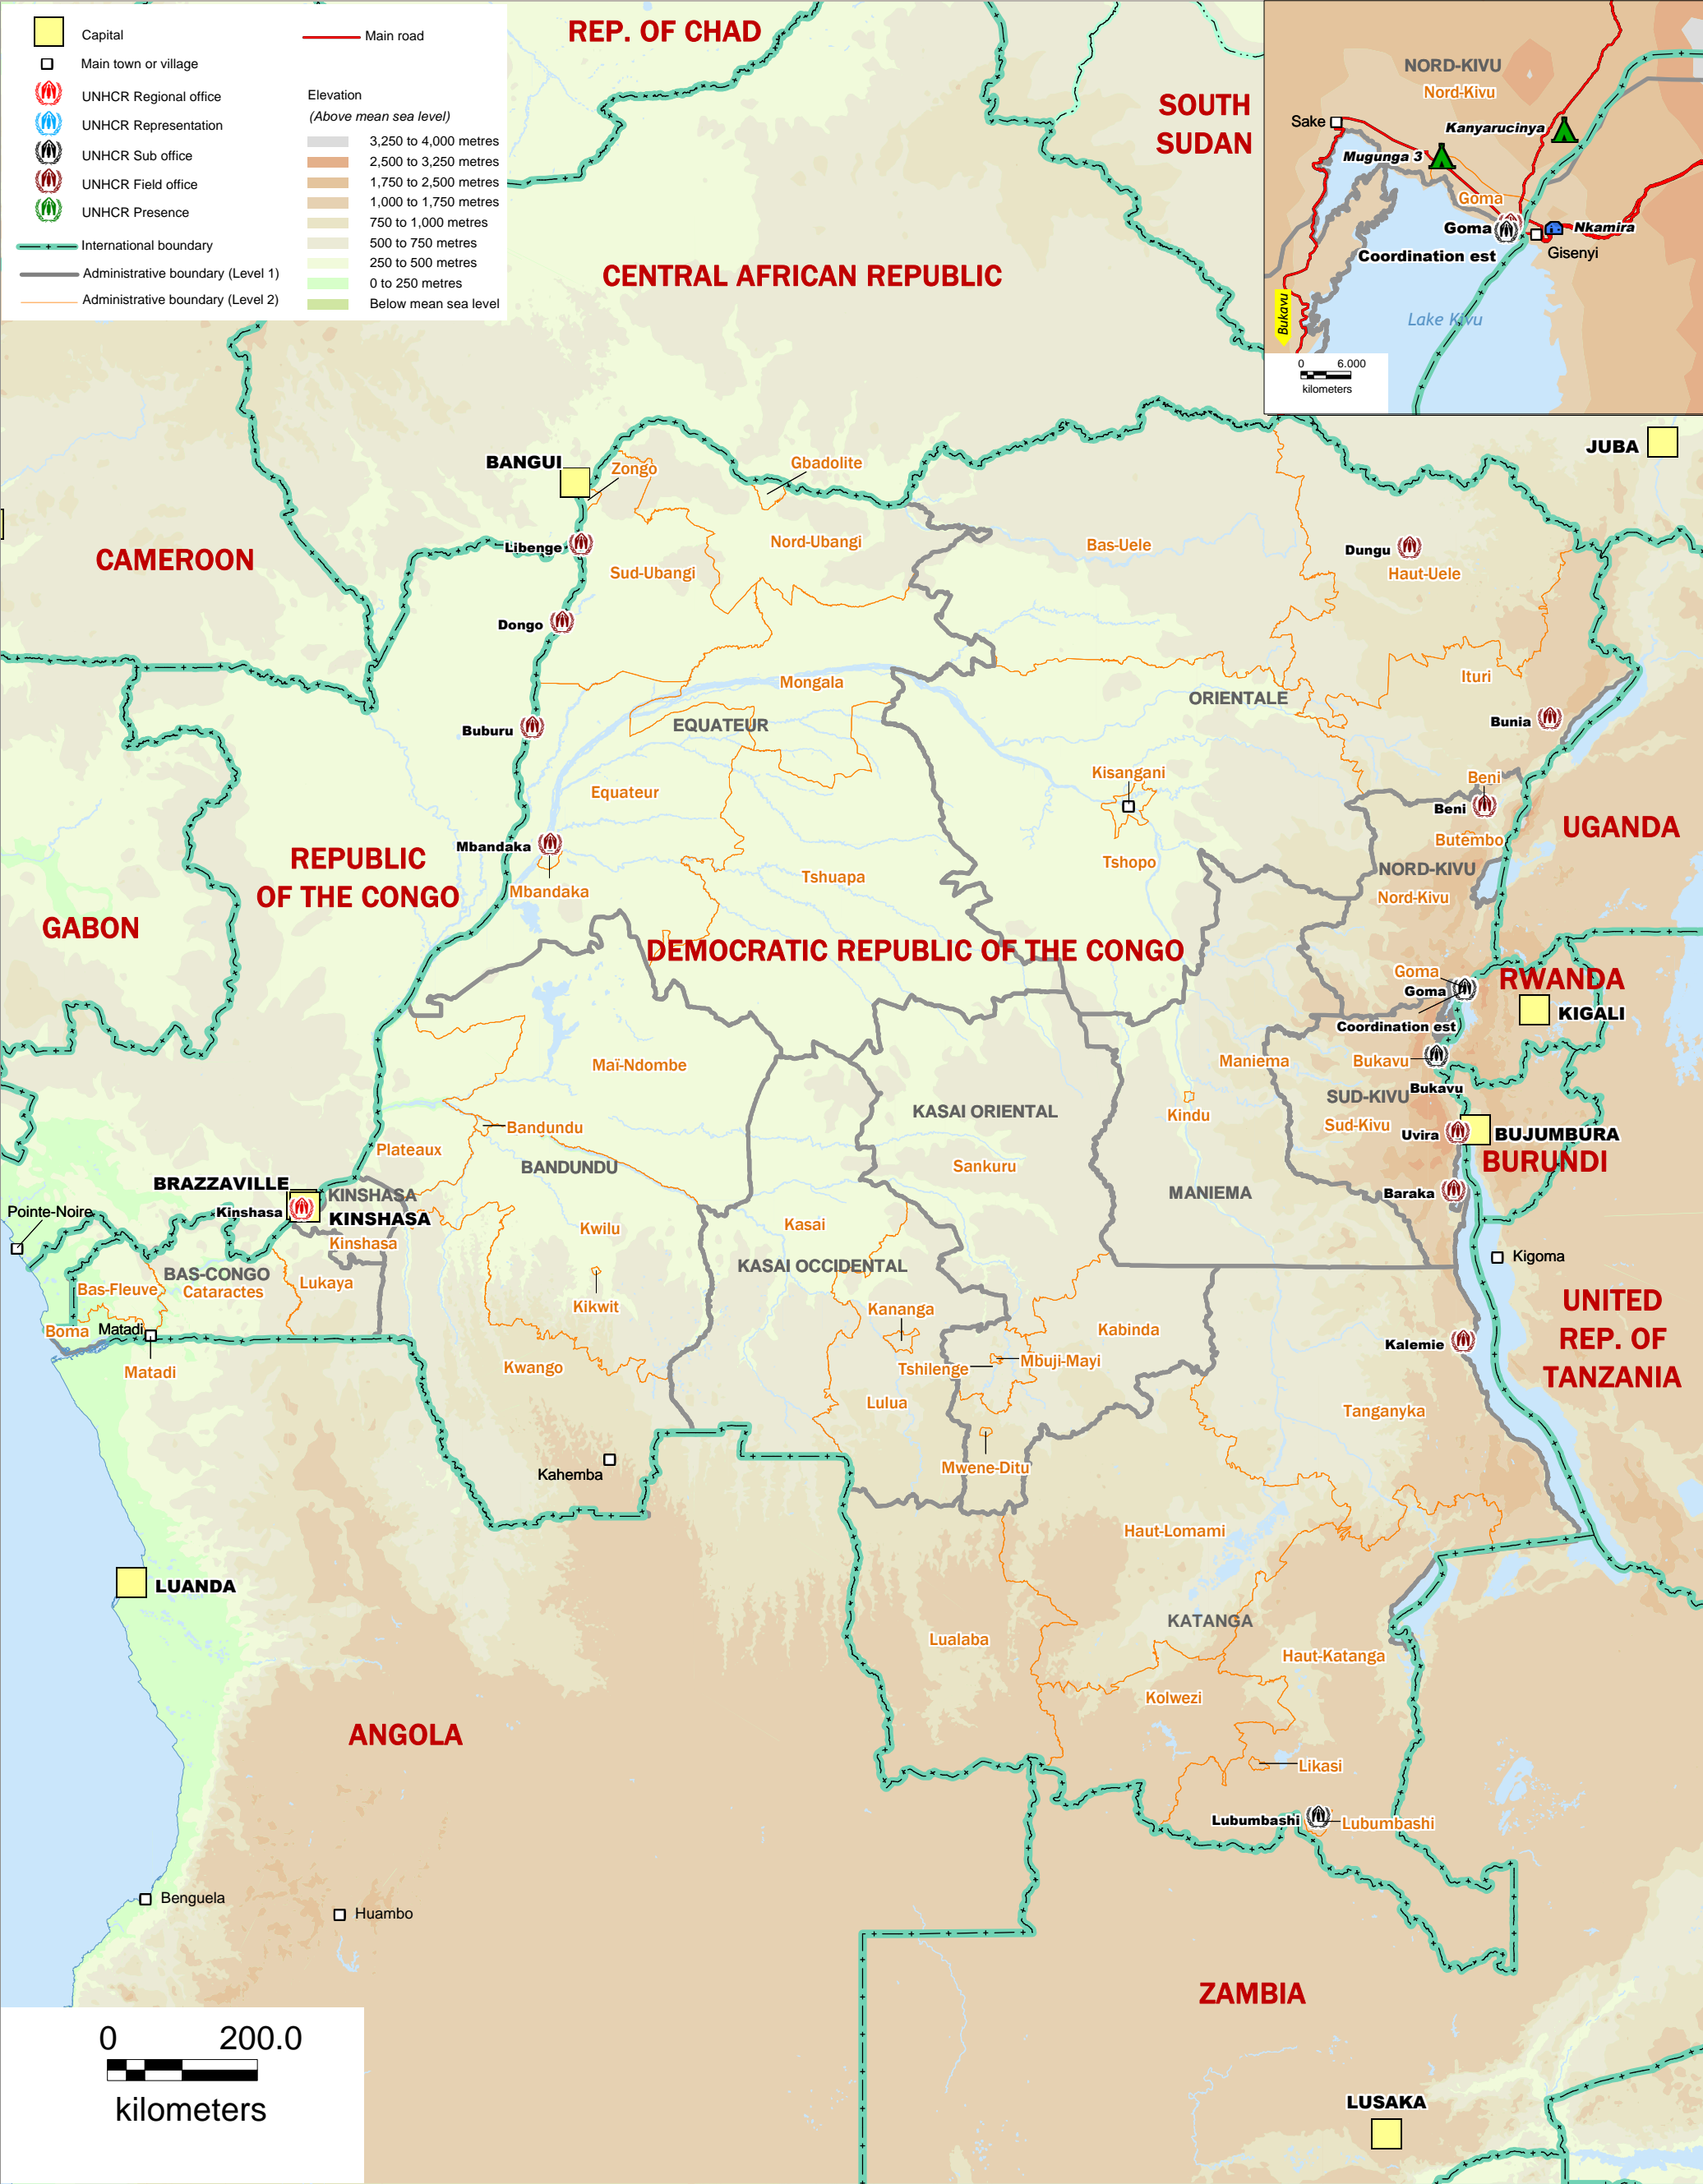 Capital
Main town or village
UNHCR Regional office
UNHCR Representation
UNHCR Sub office
UNHCR Field office
UNHCR Presence
International boundary
Administrative boundary (Level 1)
Administrative boundary (Level 2)
Main road
Elevation
(Above mean sea level)
3,250 to 4,000 metres
2,500 to 3,250 metres
1,750 to 2,500 metres
1,000 to 1,750 metres
750 to 1,000 metres
500 to 750 metres
250 to 500 metres
0 to 250 metres
Below mean sea level
REP. OF CHAD
SOUTH
SUDAN
CENTRAL AFRICAN REPUBLIC
NORD-KIVU
Nord-Kivu
Sake
Kanyarucinya
Mugunga 3
Goma
Goma
Nkamira
Coordination est
Gisenyi
Bukavu
Lake Kivu
0 6.000
kilometers
JUBA
BANGUI
Zongo
Gbadolite
CAMEROON
Libenge
Nord-Ubangi
Bas-Uele
Dungu
Haut-Uele
Sud-Ubangi
Dongo
Mongala
Ituri
ORIENTALE
EQUATEUR
Buburu
Bunia
Kisangani
Beni
Beni
Equateur
UGANDA
Butembo
Mbandaka
Mbandaka
REPUBLIC
OF THE CONGO
Tshopo
NORD-KIVU
Nord-Kivu
Tshuapa
GABON
DEMOCRATIC REPUBLIC OF THE CONGO
Goma
Goma
RWANDA
KIGALI
Coordination est
Maï-Ndombe
Maniema
Bukavu
Bukavu
SUD-KIVU
Sud-Kivu
KASAI ORIENTAL
Kindu
Bandundu
Uvira
BUJUMBURA
BURUNDI
Plateaux
BANDUNDU
Sankuru
BRAZZAVILLE
KINSHASA
Kinshasa
KINSHASA
Kinshasa
MANIEMA
Baraka
Pointe-Noire
Kwilu
Kasai
Kigoma
BAS-CONGO
Cataractes
Lukaya
Bas-Fleuve
KASAI OCCIDENTAL
Kikwit
Kananga
UNITED
REP. OF
TANZANIA
Boma
Matadi
Matadi
Kabinda
Kalemie
Kwango
Tshilenge
Mbuji-Mayi
Lulua
Tanganyka
Kahemba
Mwene-Ditu
Haut-Lomami
LUANDA
KATANGA
Lualaba
Haut-Katanga
Kolwezi
ANGOLA
Likasi
Lubumbashi
Lubumbashi
Benguela
Huambo
ZAMBIA
0 200.0
kilometers
LUSAKA